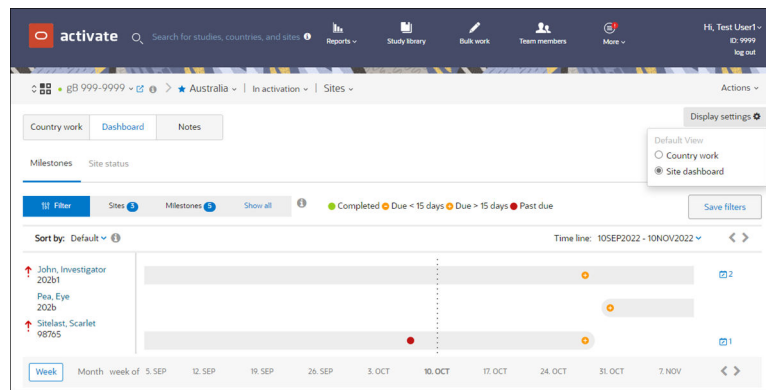 activate Search for studies, countries, and sites Reports Study library Bulk work Team members More Hi, Test User1
ID: 9999
log out
gB 999-9999 > Australia | In activation | Sites Actions
Country work Dashboard Notes Display settings
Default View
Country work
Site dashboard
Milestones Site status
Filter Sites 3 Milestones 5 Show all Completed Due < 15 days Due > 15 days Past due Save filters
Sort by: Default Time line: 10SEP2022 - 10NOV2022
John, Investigator
202b1 2
Pea, Eye
202b
Sitelast, Scarlet
98765 1
Week Month week of 5. SEP 12. SEP 19. SEP 26. SEP 3. OCT 10. OCT 17. OCT 24. OCT 31. OCT 7. NOV